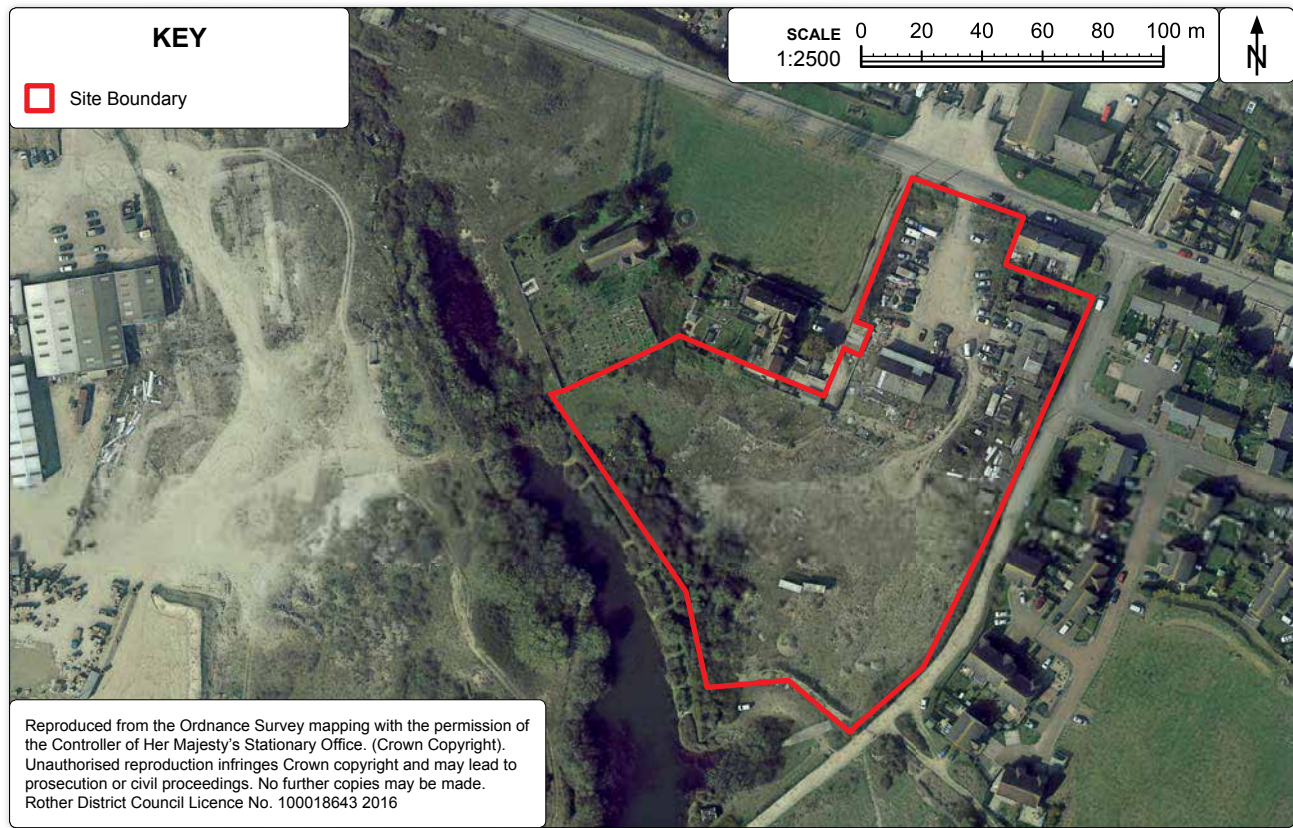 KEY
Site Boundary
SCALE
1:2500
0 20 40 60 80 100 m
N
Reproduced from the Ordnance Survey mapping with the permission of
the Controller of Her Majesty's Stationary Office. (Crown Copyright).
Unauthorised reproduction infringes Crown copyright and may lead to
prosecution or civil proceedings. No further copies may be made.
Rother District Council Licence No. 100018643 2016